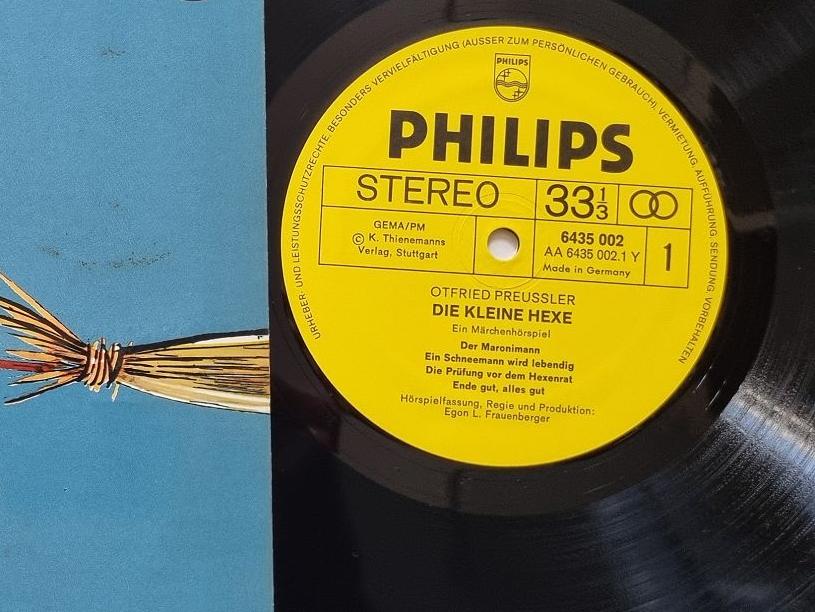 URHEBER- UND LEISTUNGSSCHUTZRECHTE, BESONDERS VERVIELFÄLTIGUNG (AUSSER ZUM PERSÖNLICHEN GEBRAUCH), VERMIETUNG, AUFFÜHRUNG, SENDUNG, VORBEHALTEN
PHILIPS
PHILIPS
STEREO
33 1/3
GEMA/PM
© K. Thienemanns
Verlag, Stuttgart
6435 002
AA 6435 002.1 Y
Made in Germany
1
OTFRIED PREUSSLER
DIE KLEINE HEXE
Ein Märchenhörspiel
Der Maronimann
Ein Schneemann wird lebendig
Die Prüfung vor dem Hexenrat
Ende gut, alles gut
Hörspielfassung, Regie und Produktion:
Egon L. Frauenberger